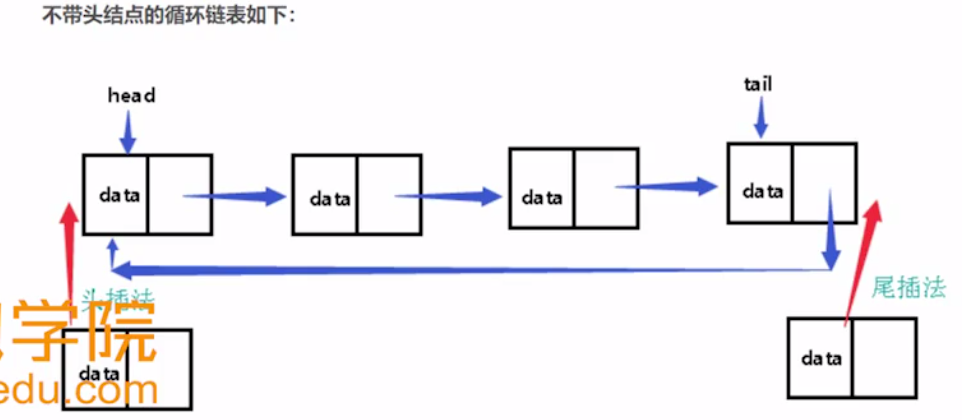 不带头结点的循环链表如下：
head
tail
data
data
data
data
头插法
尾插法
学院
data
data
edu.com